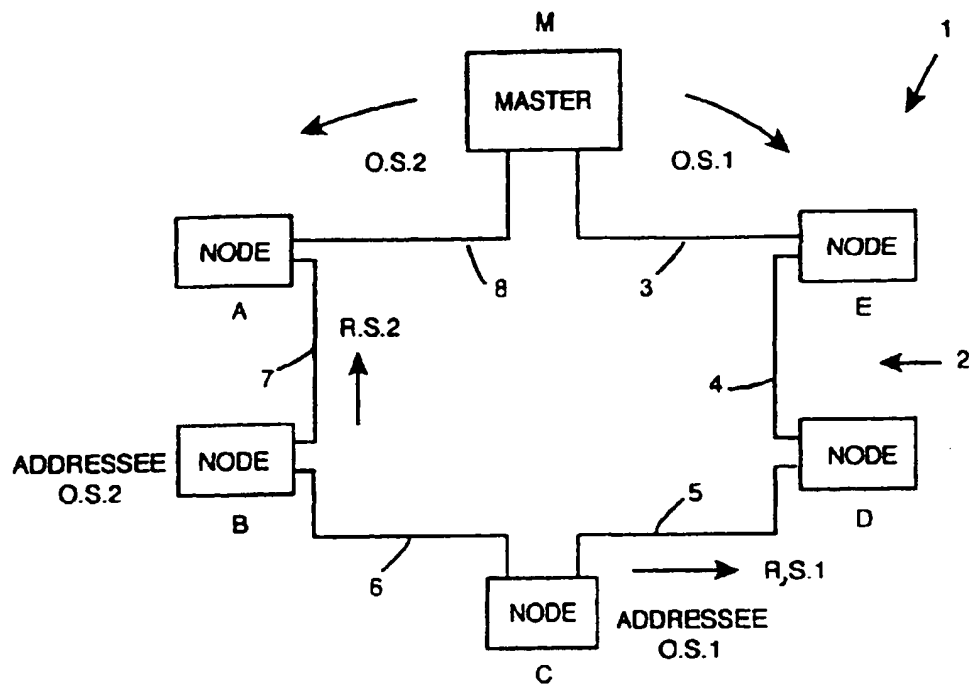 M
1
MASTER
O.S.2
O.S.1
NODE
NODE
8
3
A
E
R.S.2
7
4
2
NODE
NODE
ADDRESSEE
O.S.2
5
B
D
6
R,S.1
NODE
ADDRESSEE
O.S.1
C